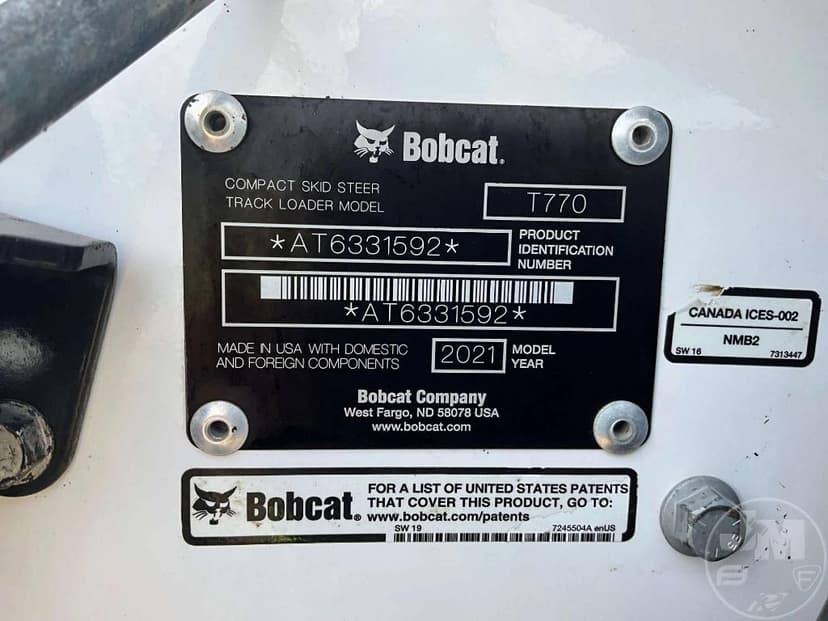 Bobcat.
COMPACT SKID STEER
TRACK LOADER MODEL
T770
*AT6331592*
PRODUCT
IDENTIFICATION
NUMBER
*AT6331592*
MADE IN USA WITH DOMESTIC
AND FOREIGN COMPONENTS
2021
MODEL
YEAR
Bobcat Company
West Fargo, ND 58078 USA
www.bobcat.com
CANADA ICES-002
NMB2
SW 16
7313447
Bobcat.
FOR A LIST OF UNITED STATES PATENTS
THAT COVER THIS PRODUCT, GO TO:
www.bobcat.com/patents
SW 19
7245504A enUS
JM